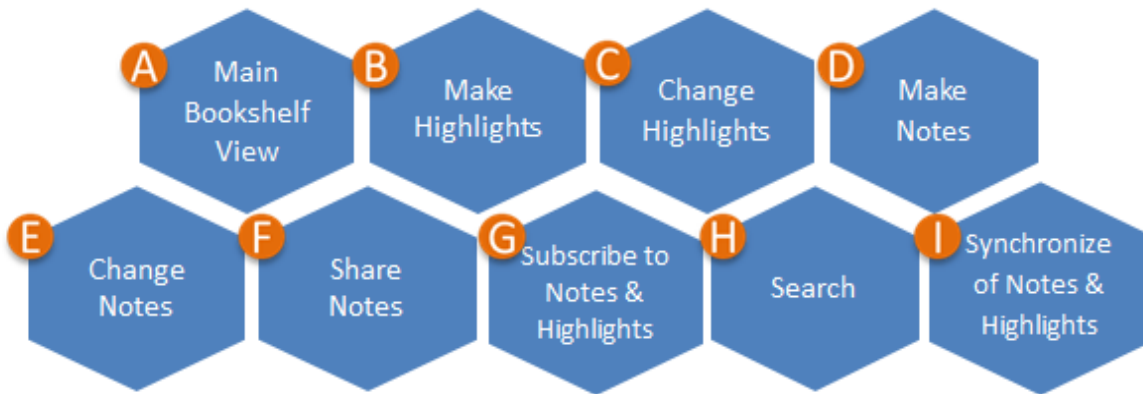 A
Main
Bookshelf
View
B
Make
Highlights
C
Change
Highlights
D
Make
Notes
E
Change
Notes
F
Share
Notes
G
Subscribe to
Notes &
Highlights
H
Search
I
Synchronize
of Notes &
Highlights